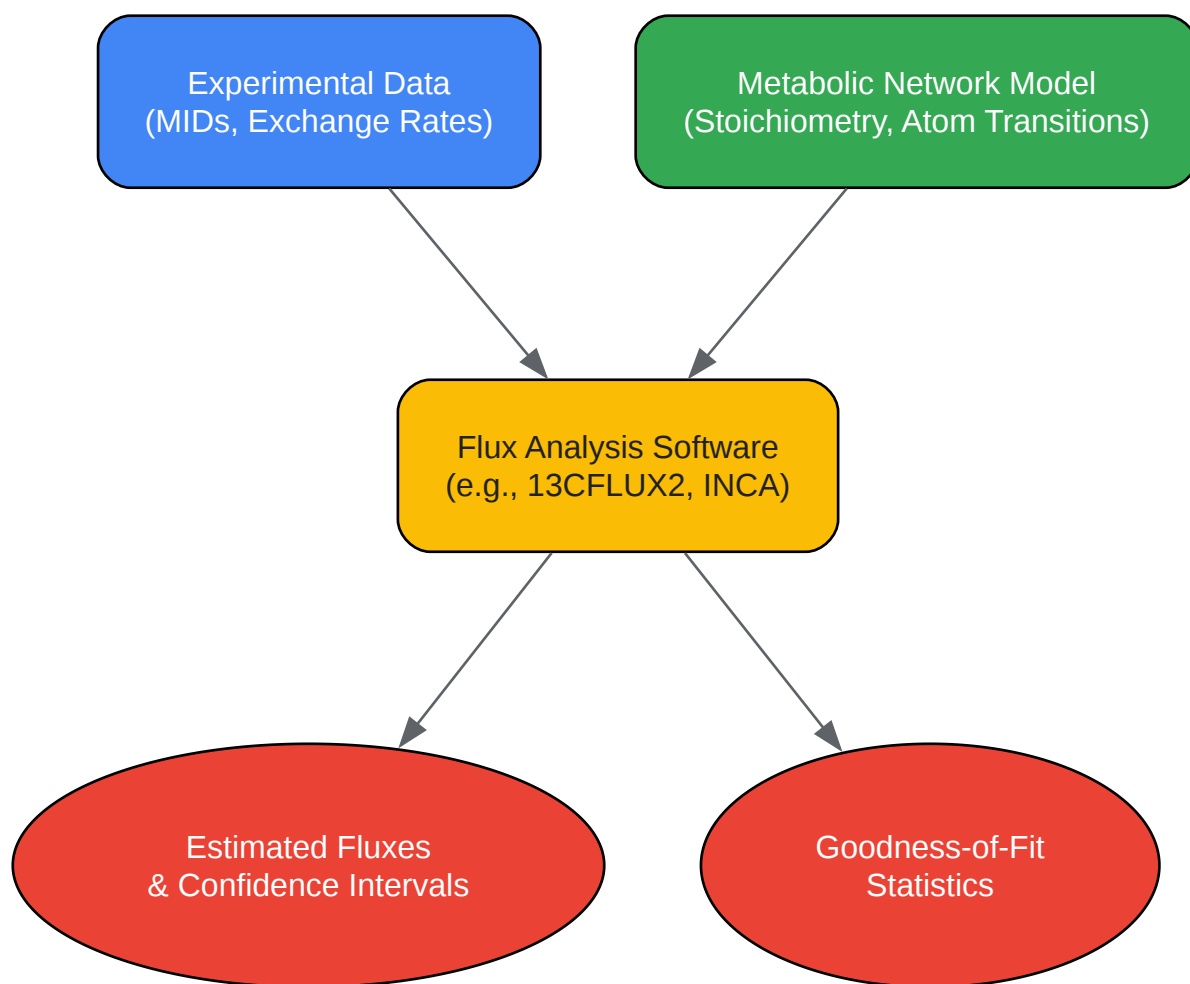 Experimental Data
(MIDs, Exchange Rates)
Metabolic Network Model
(Stoichiometry, Atom Transitions)
Flux Analysis Software
(e.g., 13CFLUX2, INCA)
Estimated Fluxes
& Confidence Intervals
Goodness-of-Fit
Statistics